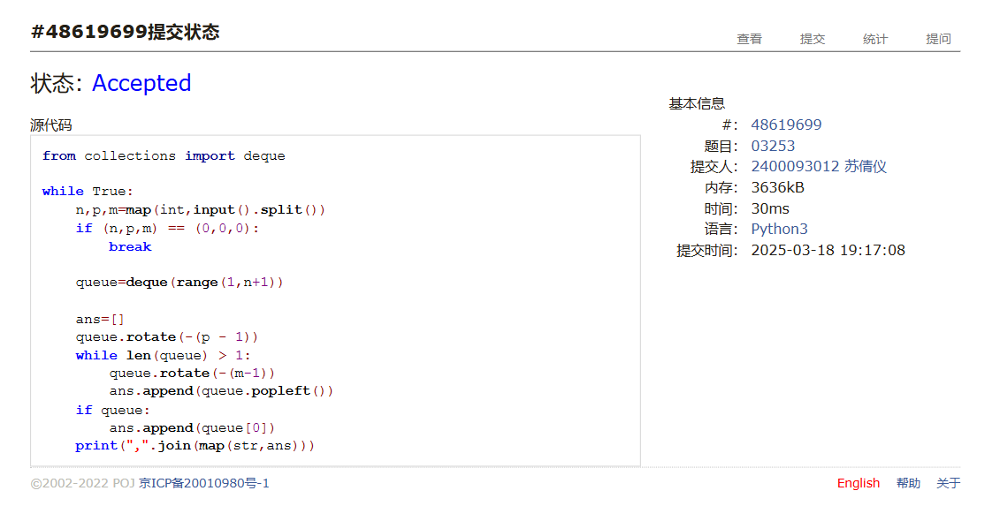 #48619699提交状态
查看 提交 统计 提问
状态: Accepted
源代码
from collections import deque

while True:
    n,p,m=map(int,input().split())
    if (n,p,m) == (0,0,0):
        break

    queue=deque(range(1,n+1))

    ans=[]
    queue.rotate(-(p - 1))
    while len(queue) > 1:
        queue.rotate(-(m-1))
        ans.append(queue.popleft())
    if queue:
        ans.append(queue[0])
    print(",".join(map(str,ans)))
基本信息
#: 48619699
题目: 03253
提交人: 2400093012 苏倩仪
内存: 3636kB
时间: 30ms
语言: Python3
提交时间: 2025-03-18 19:17:08
©2002-2022 POJ 京ICP备20010980号-1
English 帮助 关于